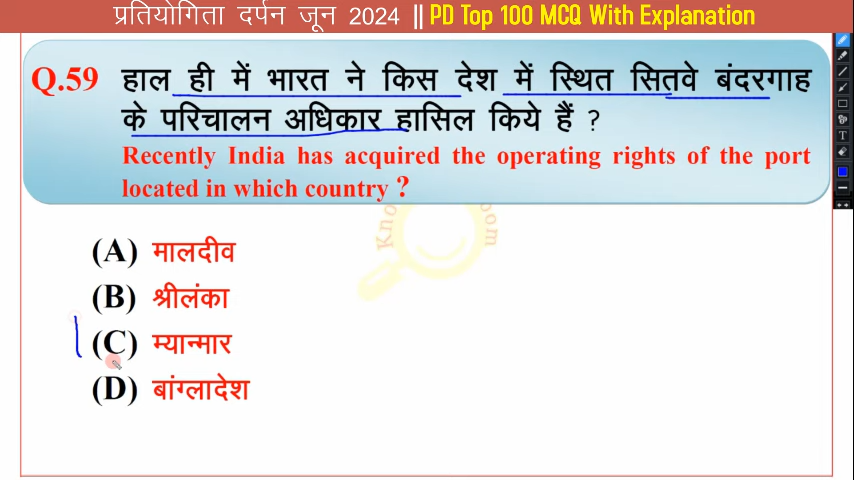 प्रतियोगिता दर्पण जून 2024 || PD Top 100 MCQ With Explanation
Q.59 हाल ही में भारत ने किस देश में स्थित सितवे बंदरगाह
के परिचालन अधिकार हासिल किये हैं ?
Recently India has acquired the operating rights of the port
located in which country ?
(A) मालदीव
(B) श्रीलंका
(C) म्यान्मार
(D) बांग्लादेश